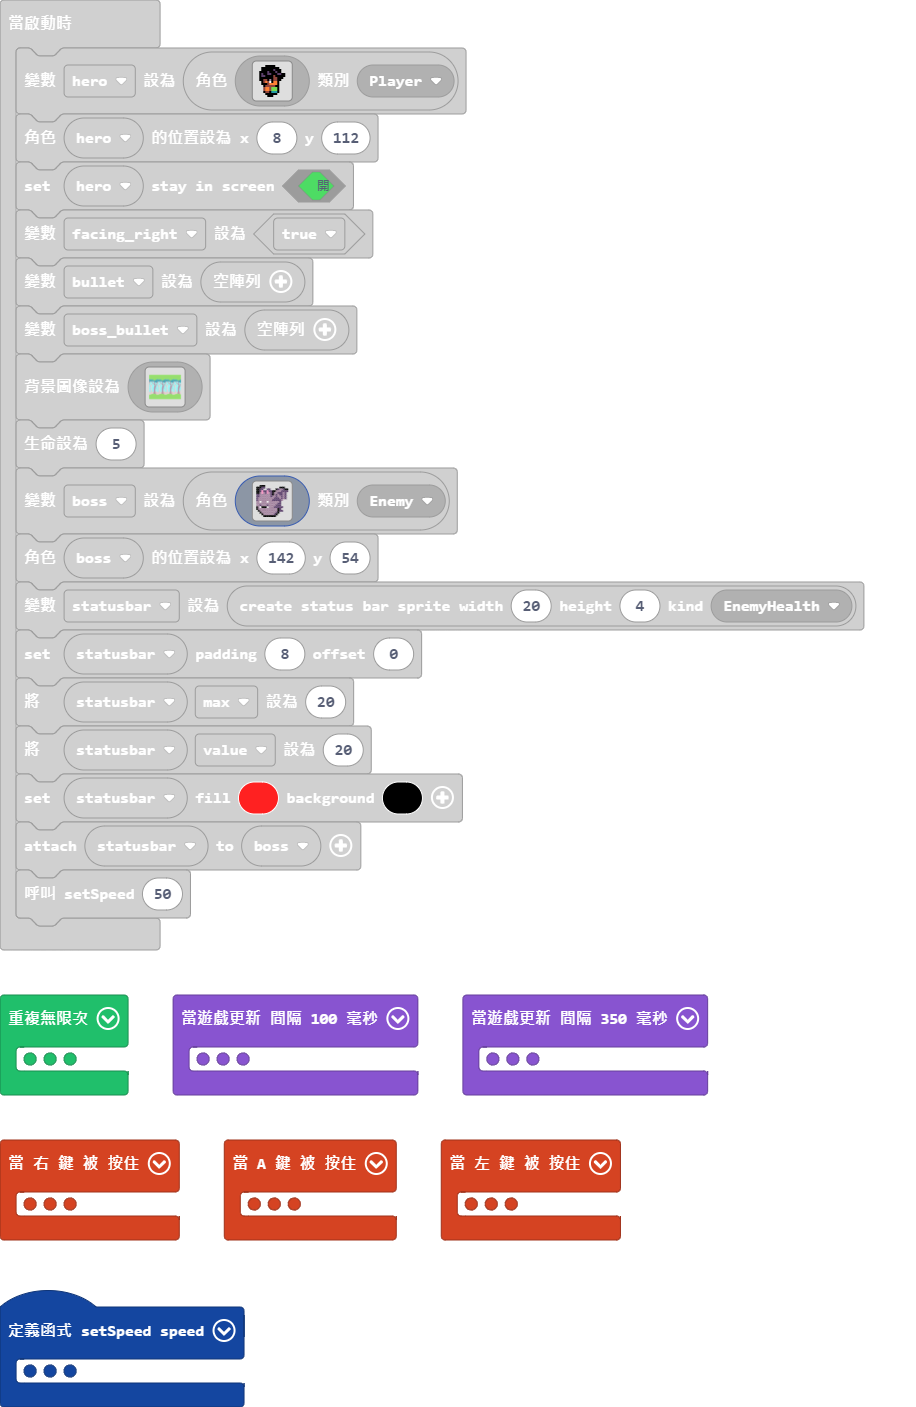 當啟動時
變數 hero 設為 角色 類別 Player
角色 hero 的位置設為 x 8 y 112
set hero stay in screen 開
變數 facing_right 設為 true
變數 bullet 設為 空陣列
變數 boss_bullet 設為 空陣列
背景圖像設為
生命設為 5
變數 boss 設為 角色 類別 Enemy
角色 boss 的位置設為 x 142 y 54
變數 statusbar 設為 create status bar sprite width 20 height 4 kind EnemyHealth
set statusbar padding 8 offset 0
將 statusbar max 設為 20
將 statusbar value 設為 20
set statusbar fill background
attach statusbar to boss
呼叫 setSpeed 50
重複無限次
當遊戲更新 間隔 100 毫秒
當遊戲更新 間隔 350 毫秒
當 右 鍵 被 按住
當 A 鍵 被 按住
當 左 鍵 被 按住
定義函式 setSpeed speed